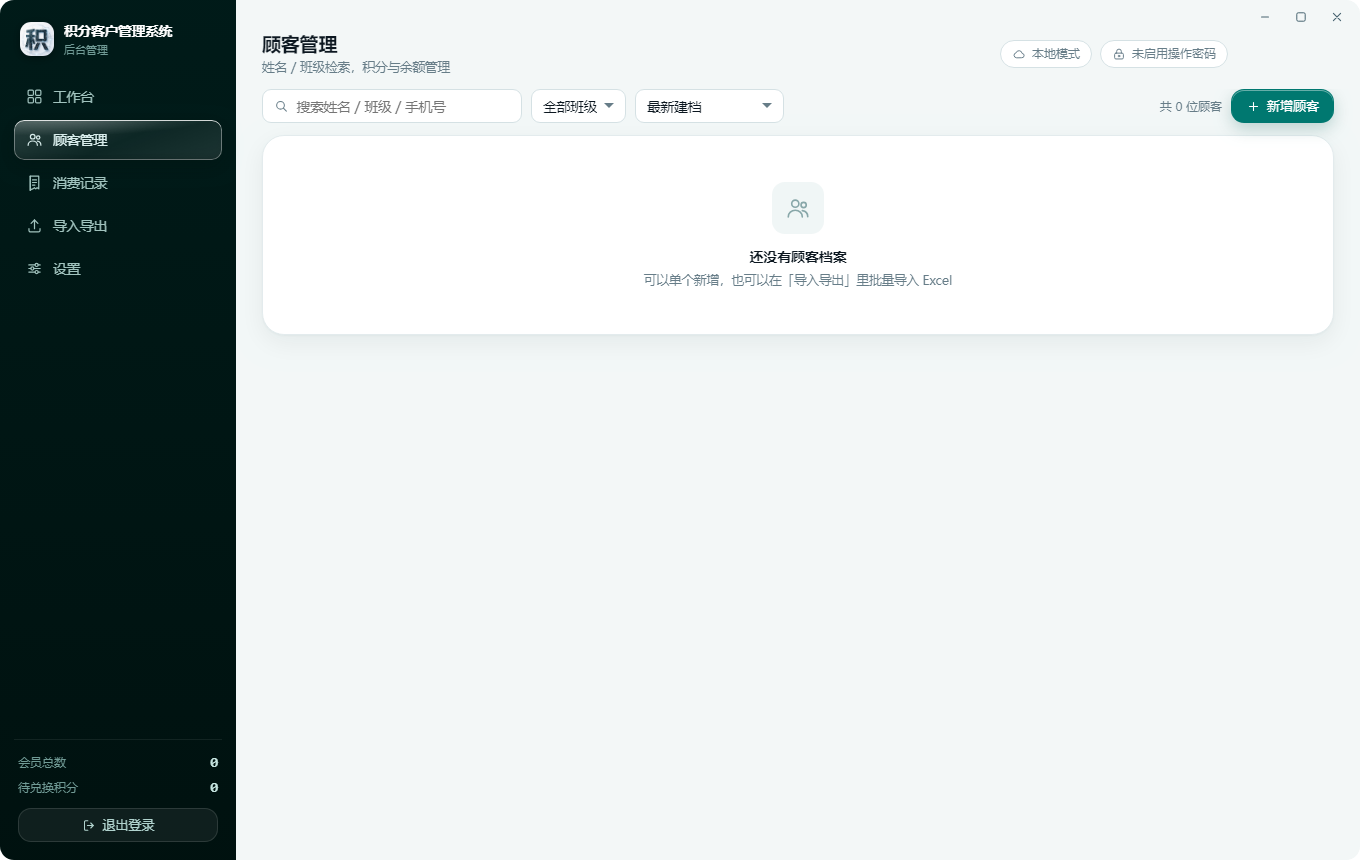 积 积分客户管理系统
后台管理
工作台
顾客管理
消费记录
导入导出
设置
会员总数 0
待兑换积分 0
退出登录
顾客管理
姓名 / 班级检索，积分与余额管理
本地模式 未启用操作密码
搜索姓名 / 班级 / 手机号 全部班级 最新建档 共 0 位顾客 新增顾客
还没有顾客档案
可以单个新增，也可以在「导入导出」里批量导入 Excel